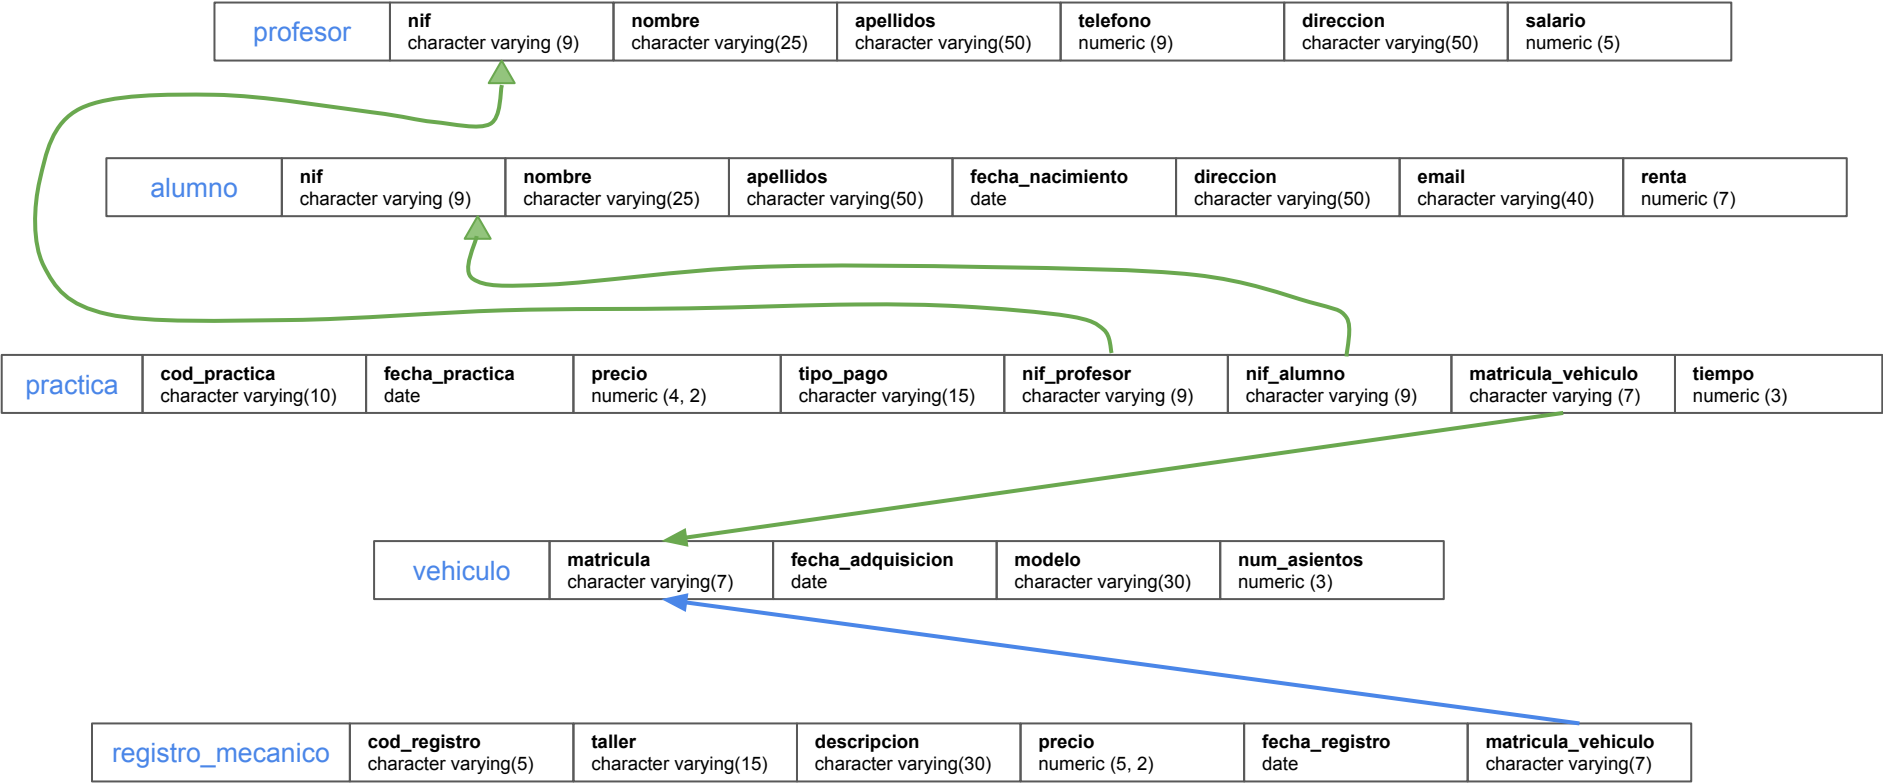 profesor
nif
character varying (9)
nombre
character varying(25)
apellidos
character varying(50)
telefono
numeric (9)
direccion
character varying(50)
salario
numeric (5)
alumno
nif
character varying (9)
nombre
character varying(25)
apellidos
character varying(50)
fecha_nacimiento
date
direccion
character varying(50)
email
character varying(40)
renta
numeric (7)
practica
cod_practica
character varying(10)
fecha_practica
date
precio
numeric (4, 2)
tipo_pago
character varying(15)
nif_profesor
character varying (9)
nif_alumno
character varying (9)
matricula_vehiculo
character varying (7)
tiempo
numeric (3)
vehiculo
matricula
character varying(7)
fecha_adquisicion
date
modelo
character varying(30)
num_asientos
numeric (3)
registro_mecanico
cod_registro
character varying(5)
taller
character varying(15)
descripcion
character varying(30)
precio
numeric (5, 2)
fecha_registro
date
matricula_vehiculo
character varying(7)